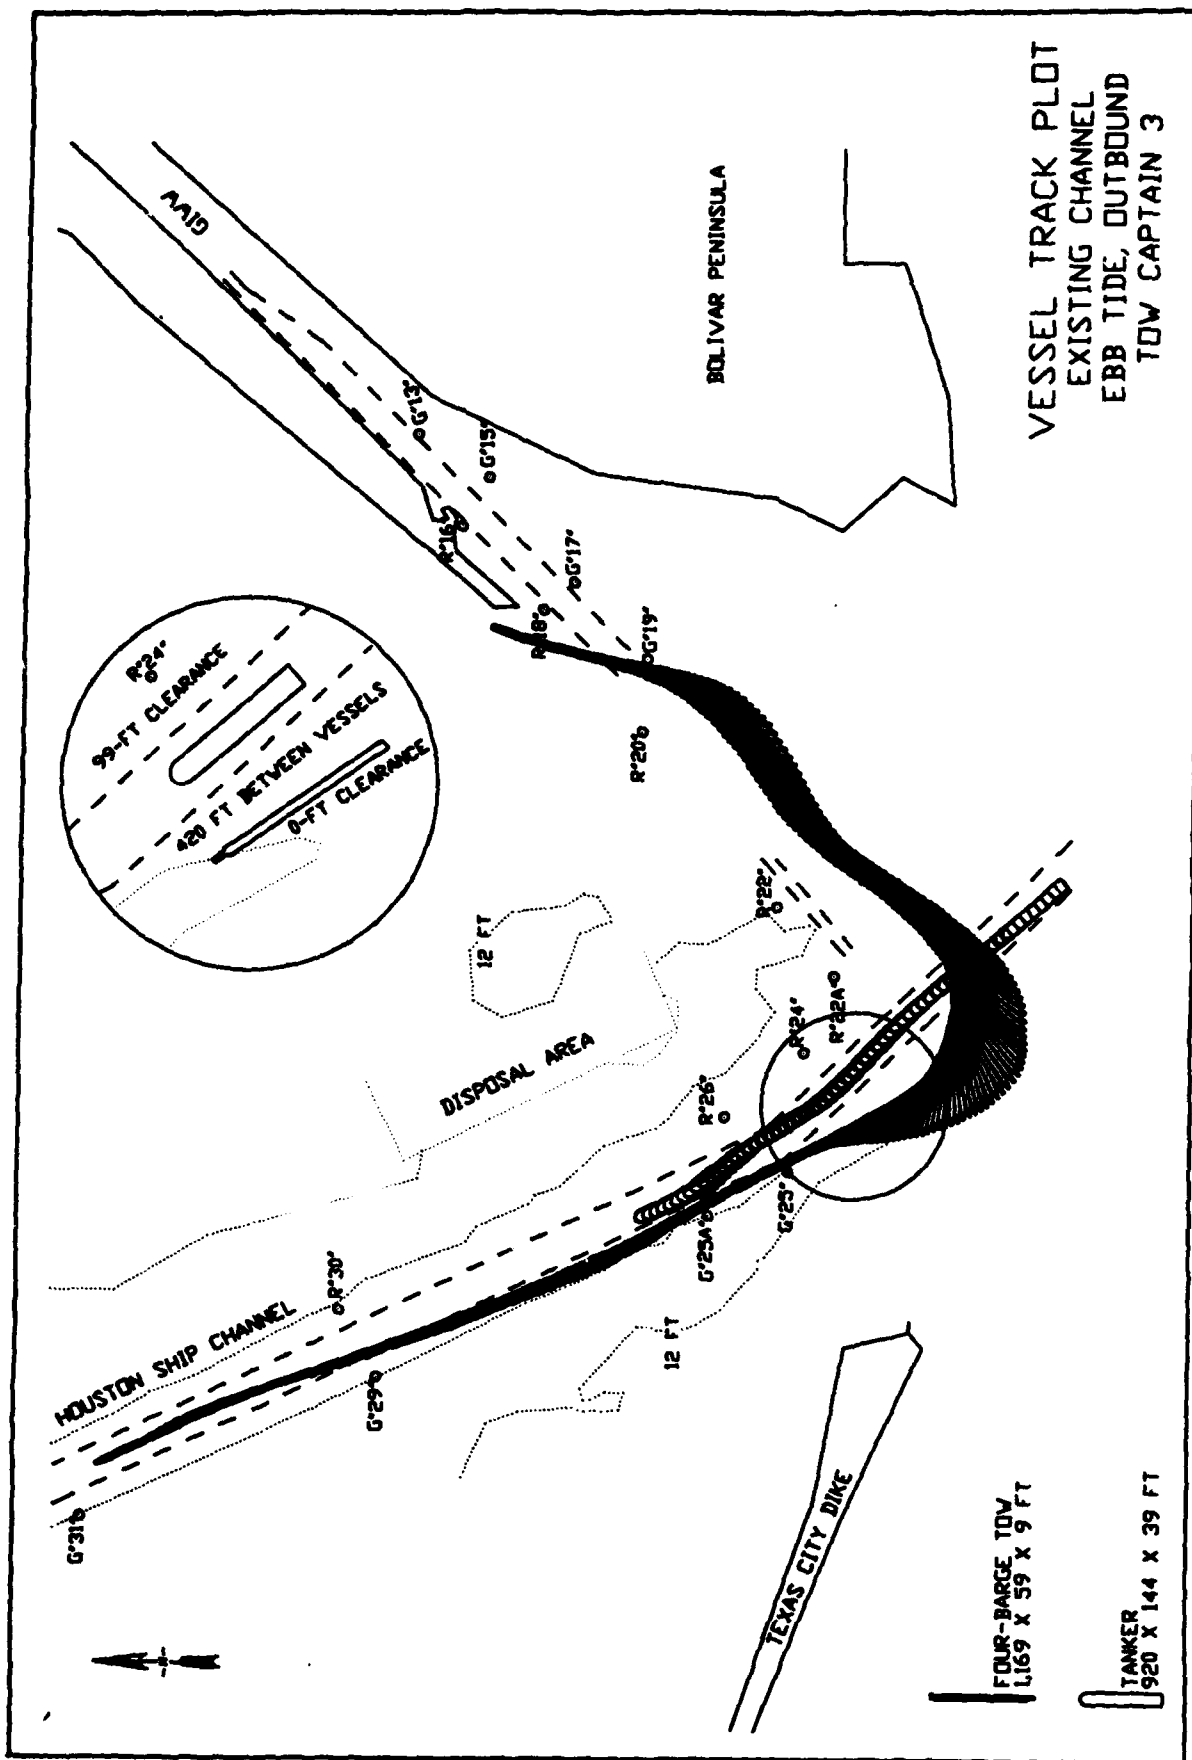 VESSEL TRACK PLOT
EXISTING CHANNEL
EBB TIDE, OUTBOUND
TOW CAPTAIN 3
GIWW
BOLIVAR PENINSULA
G"13"
G"15"
R"16"
G"17"
R"18"
G"19"
R"20"
R"22"
R"22A"
R"24"
R"26"
G"25"
G"25A"
R"30"
G"29"
G"31"
R"24"
99-FT CLEARANCE
420 FT BETWEEN VESSELS
0-FT CLEARANCE
12 FT
DISPOSAL AREA
HOUSTON SHIP CHANNEL
12 FT
TEXAS CITY DIKE
-N-
FOUR-BARGE TOW
1,169 X 59 X 9 FT
TANKER
920 X 144 X 39 FT